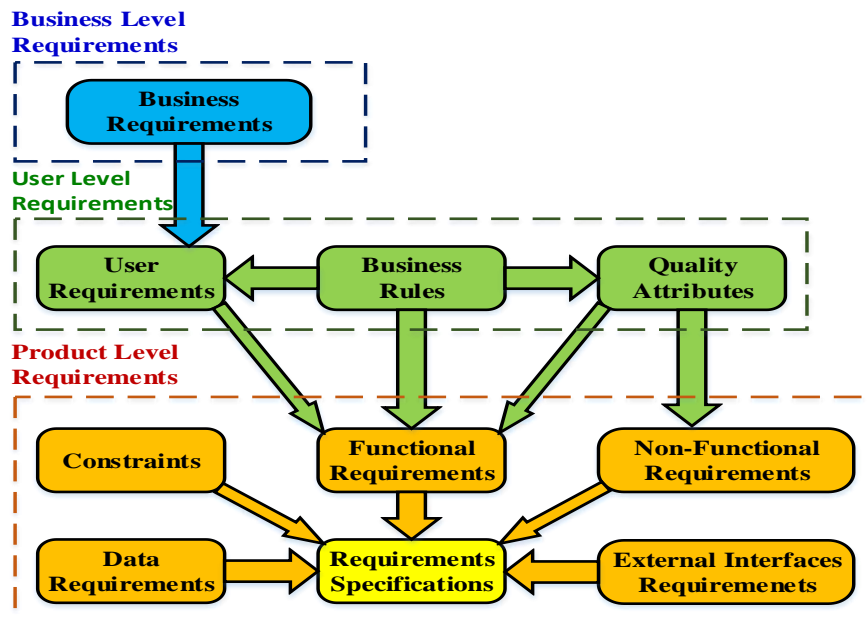 Business Level
Requirements
Business
Requirements
User Level
Requirements
User
Requirements
Business
Rules
Quality
Attributes
Product Level
Requirements
Constraints
Functional
Requirements
Non-Functional
Requirements
Data
Requirements
Requirements
Specifications
External Interfaces
Requiremenets